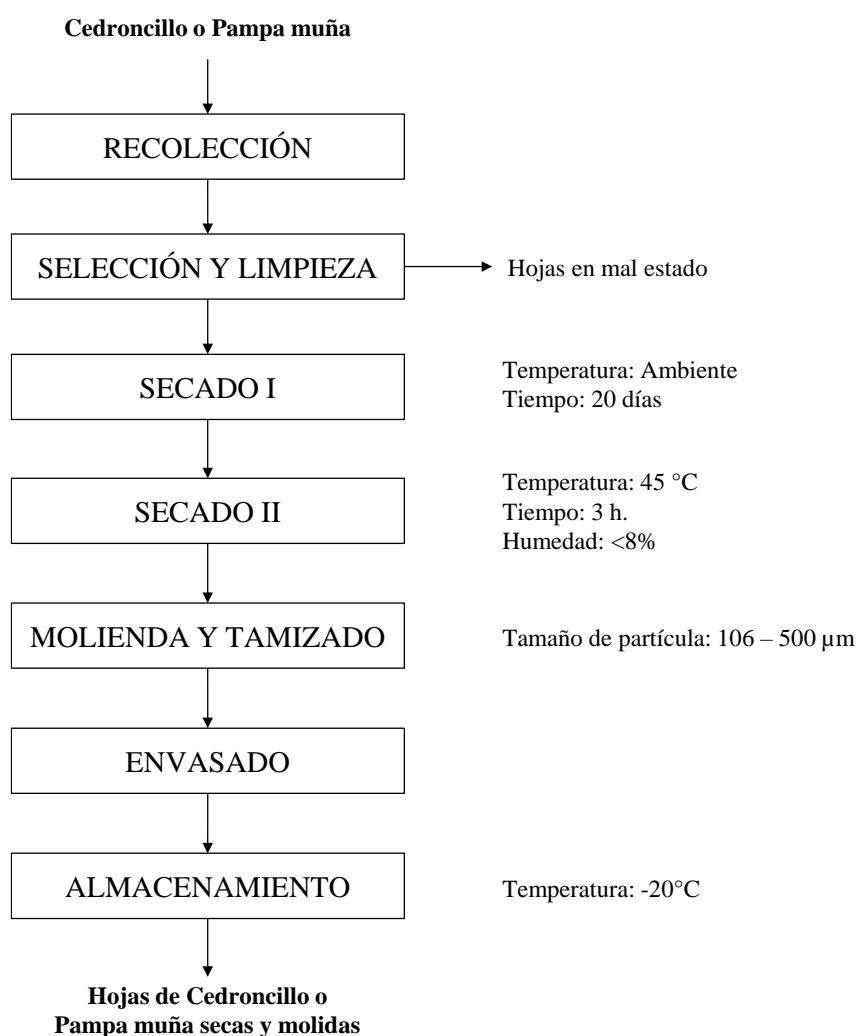 Cedroncillo o Pampa muña
RECOLECCIÓN
SELECCIÓN Y LIMPIEZA
Hojas en mal estado
SECADO I
Temperatura: Ambiente
Tiempo: 20 días
SECADO II
Temperatura: 45 °C
Tiempo: 3 h.
Humedad: <8%
MOLIENDA Y TAMIZADO
Tamaño de partícula: 106 – 500 µm
ENVASADO
ALMACENAMIENTO
Temperatura: -20°C
Hojas de Cedroncillo o
Pampa muña secas y molidas